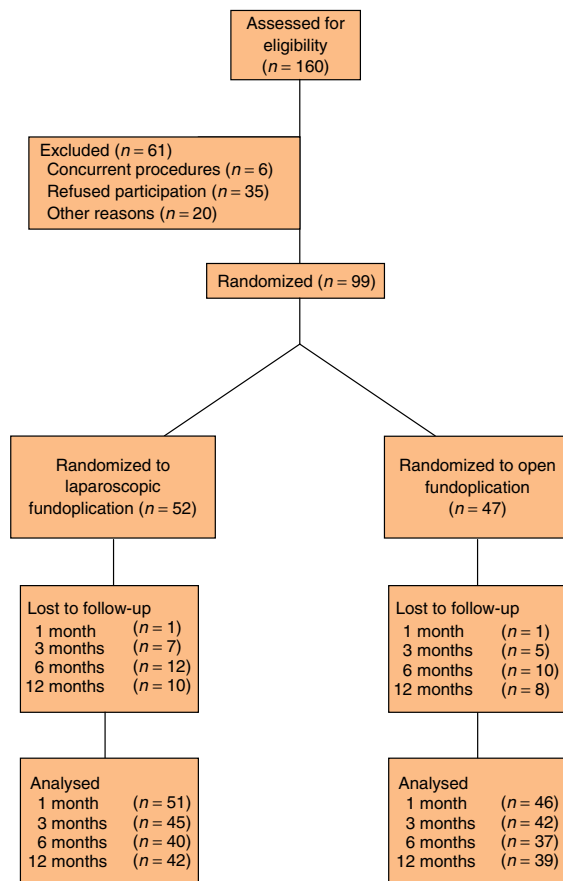 Assessed for
eligibility
(n = 160)
Excluded (n = 61)
Concurrent procedures (n = 6)
Refused participation (n = 35)
Other reasons (n = 20)
Randomized (n = 99)
Randomized to
laparoscopic
fundoplication (n = 52)
Randomized to open
fundoplication
(n = 47)
Lost to follow-up
1 month (n = 1)
3 months (n = 7)
6 months (n = 12)
12 months (n = 10)
Lost to follow-up
1 month (n = 1)
3 months (n = 5)
6 months (n = 10)
12 months (n = 8)
Analysed
1 month (n = 51)
3 months (n = 45)
6 months (n = 40)
12 months (n = 42)
Analysed
1 month (n = 46)
3 months (n = 42)
6 months (n = 37)
12 months (n = 39)